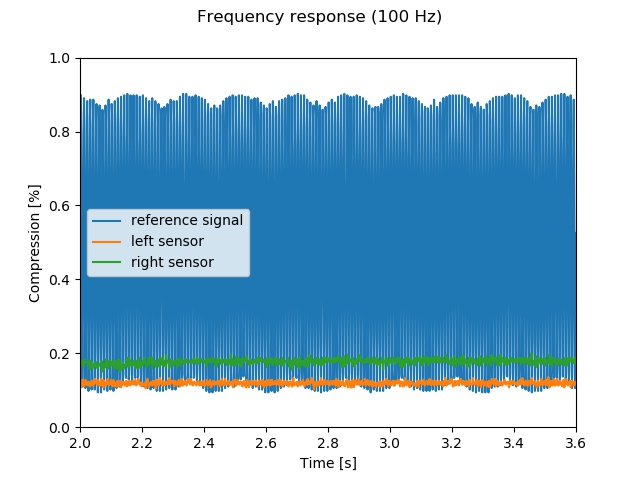 Frequency response (100 Hz)
1.0
0.8
0.6
0.4
0.2
0.0
Compression [%]
reference signal
left sensor
right sensor
2.0 2.2 2.4 2.6 2.8 3.0 3.2 3.4 3.6
Time [s]